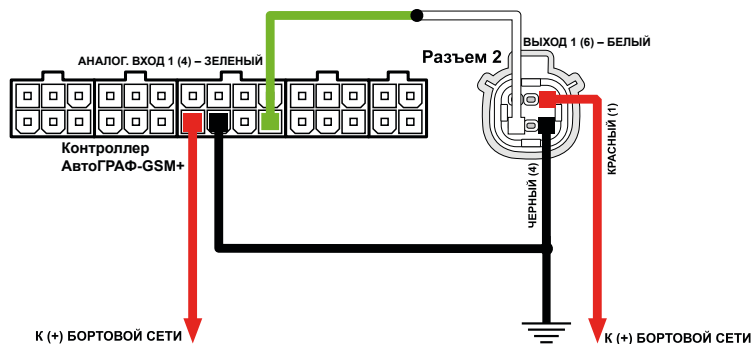 АНАЛОГ. ВХОД 1 (4) – ЗЕЛЕНЫЙ
ВЫХОД 1 (6) – БЕЛЫЙ
Разъем 2
Контроллер
АвтоГРАФ-GSM+
ЧЕРНЫЙ (4)
КРАСНЫЙ (1)
К (+) БОРТОВОЙ СЕТИ
К (+) БОРТОВОЙ СЕТИ